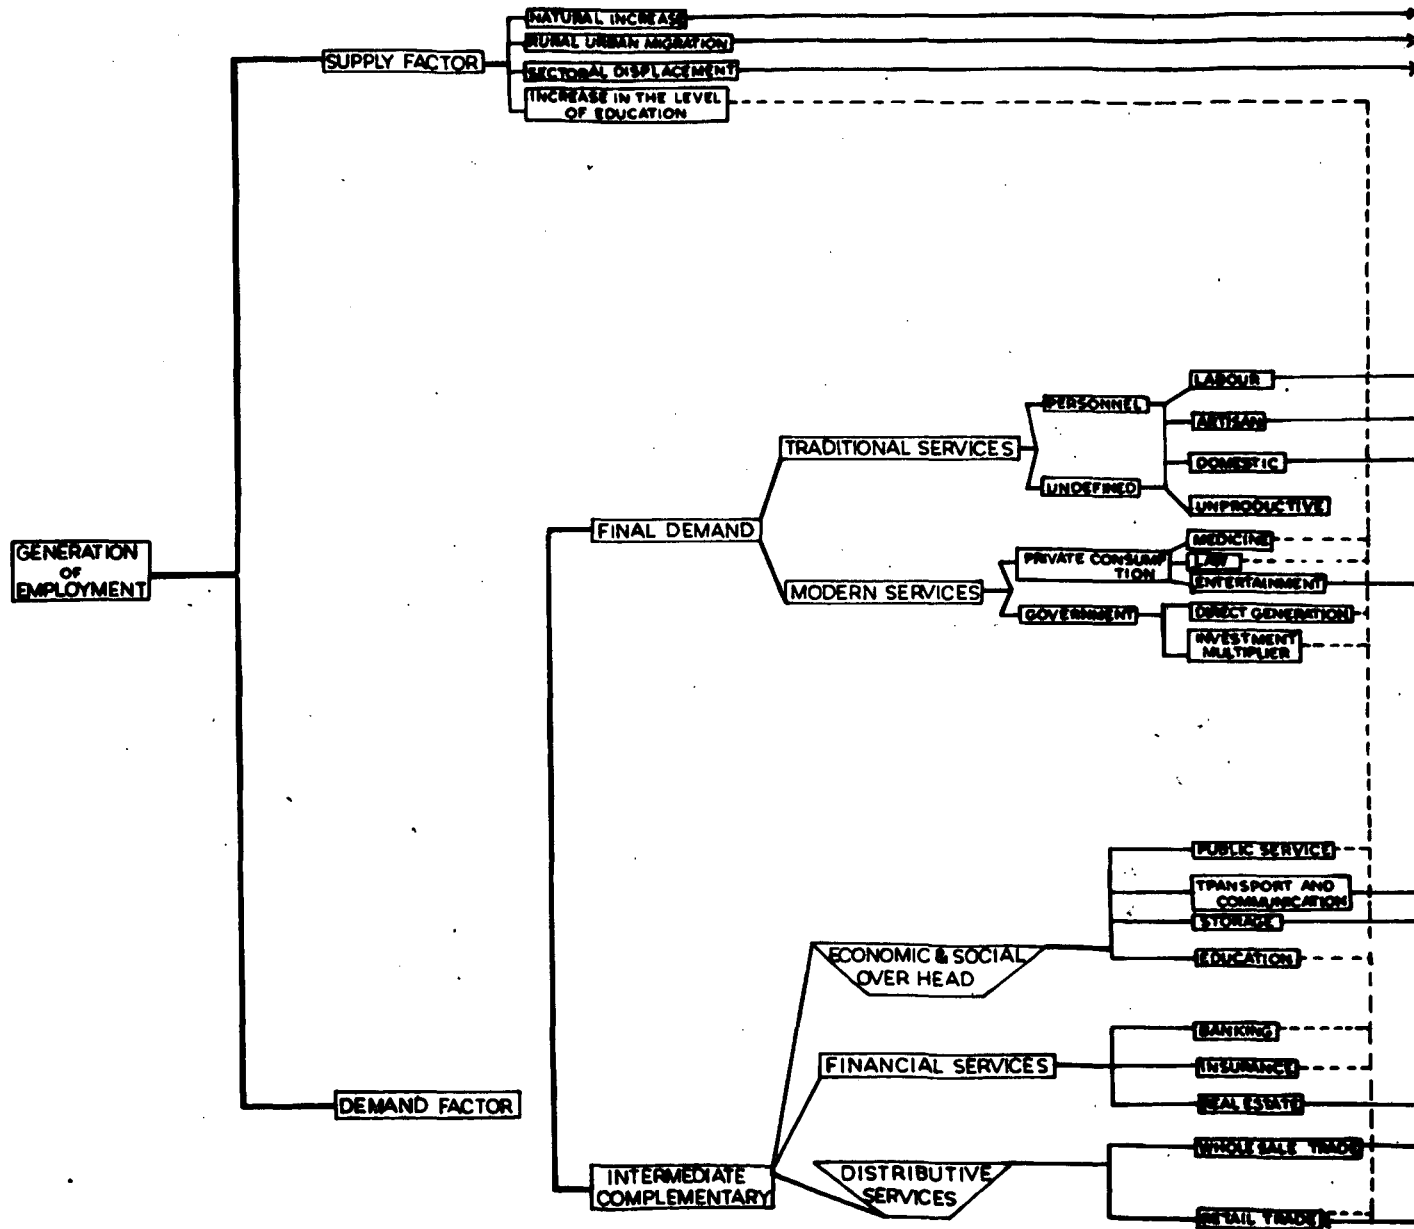 NATURAL INCREASE
RURAL URBAN MIGRATION
SUPPLY FACTOR
SECTORAL DISPLACEMENT
INCREASE IN THE LEVEL
OF EDUCATION
LABOUR
PERSONNEL
ARTISAN
TRADITIONAL SERVICES
DOMESTIC
UNDEFINED
UNPRODUCTIVE
FINAL DEMAND
MEDICINE
PRIVATE CONSUMP
TION
LAW
ENTERTAINMENT
MODERN SERVICES
GOVERNMENT
DIRECT GENERATION
INVESTMENT
MULTIPLIER
GENERATION
OF
EMPLOYMENT
PUBLIC SERVICE
TRANSPORT AND
COMMUNICATION
STORAGE
ECONOMIC & SOCIAL
OVER HEAD
EDUCATION
BANKING
FINANCIAL SERVICES
INSURANCE
REAL ESTATE
DEMAND FACTOR
WHOLE SALE TRADE
INTERMEDIATE
COMPLEMENTARY
DISTRIBUTIVE
SERVICES
RETAIL TRADE